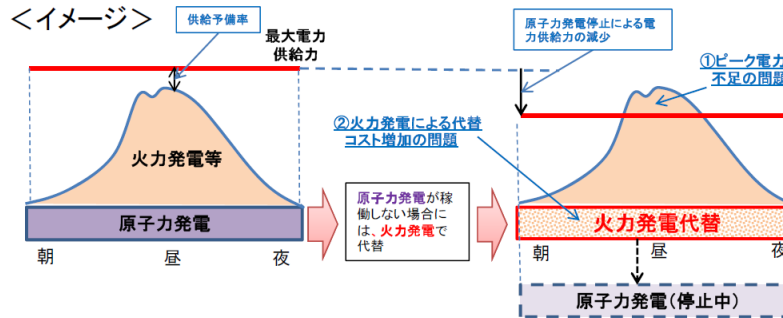 ＜イメージ＞
供給予備率
最大電力
供給力
火力発電等
原子力発電
朝
昼
夜
原子力発電が稼
働しない場合に
は、火力発電で
代替
原子力発電停止による電
力供給力の減少
①ピーク電力
不足の問題
②火力発電による代替
コスト増加の問題
火力発電代替
朝
昼
夜
原子力発電（停止中）